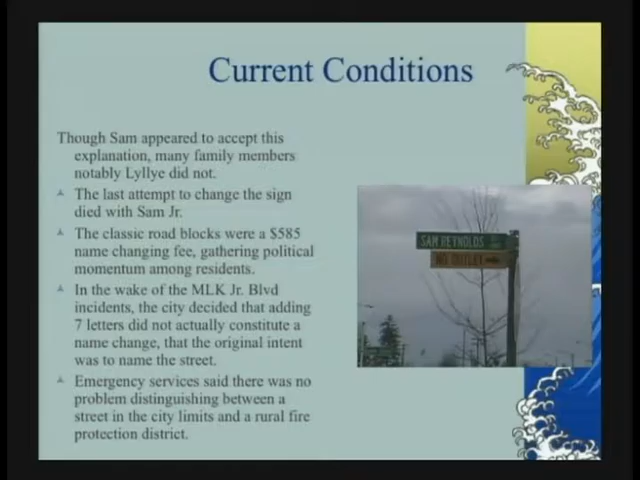 Current Conditions
Though Sam appeared to accept this
explanation, many family members
notably Lyllye did not.
The last attempt to change the sign
died with Sam Jr.
The classic road blocks were a $585
name changing fee, gathering political
momentum among residents.
In the wake of the MLK Jr. Blvd
incidents, the city decided that adding
7 letters did not actually constitute a
name change, that the original intent
was to name the street.
Emergency services said there was no
problem distinguishing between a
street in the city limits and a rural fire
protection district.
SAM REYNOLDS
NO OUTLET